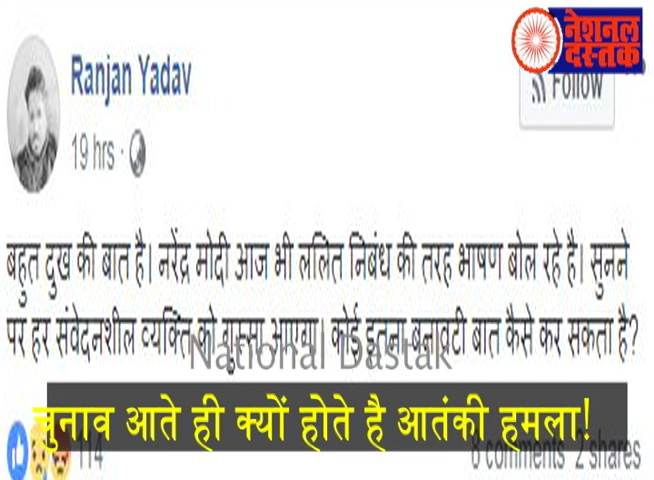 नेशनल
दस्तक
Ranjan Yadav
Follow
19 hrs ·
बहुत दुख की बात है। नरेंद्र मोदी आज भी ललित निबंध की तरह भाषण बोल रहे है। सुनने
पर हर संवेदनशील व्यक्ति को गुस्सा आएगा। कोई इतना बनावटी बात कैसे कर सकता है?
National Dastak
चुनाव आते ही क्यों होते है आतंकी हमला!
114
8 comments 2 shares